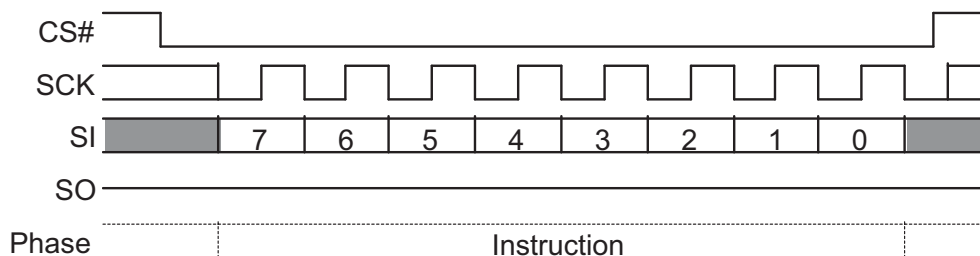 CS#
SCK
SI 7 6 5 4 3 2 1 0
SO
Phase Instruction